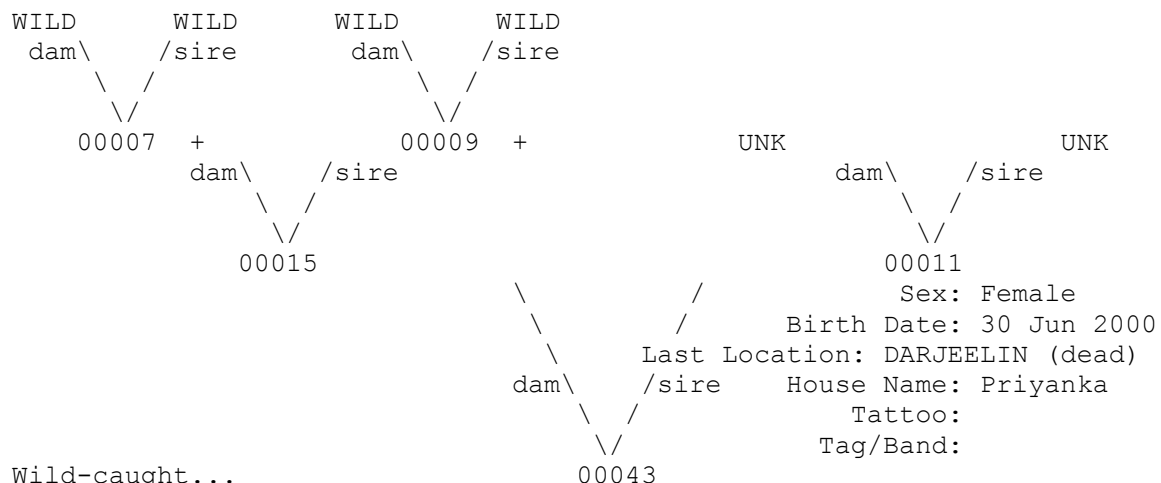 WILD WILD WILD WILD
dam\ /sire dam\ /sire
\ / \ /
\/ \/
00007 + 00009 + UNK UNK
dam\ /sire dam\ /sire
\ / \ /
\/ \/
00015 00011
\ / Sex: Female
\ / Birth Date: 30 Jun 2000
\ Last Location: DARJEELIN (dead)
dam\ /sire House Name: Priyanka
\ / Tattoo:
\/ Tag/Band:
Wild-caught... 00043